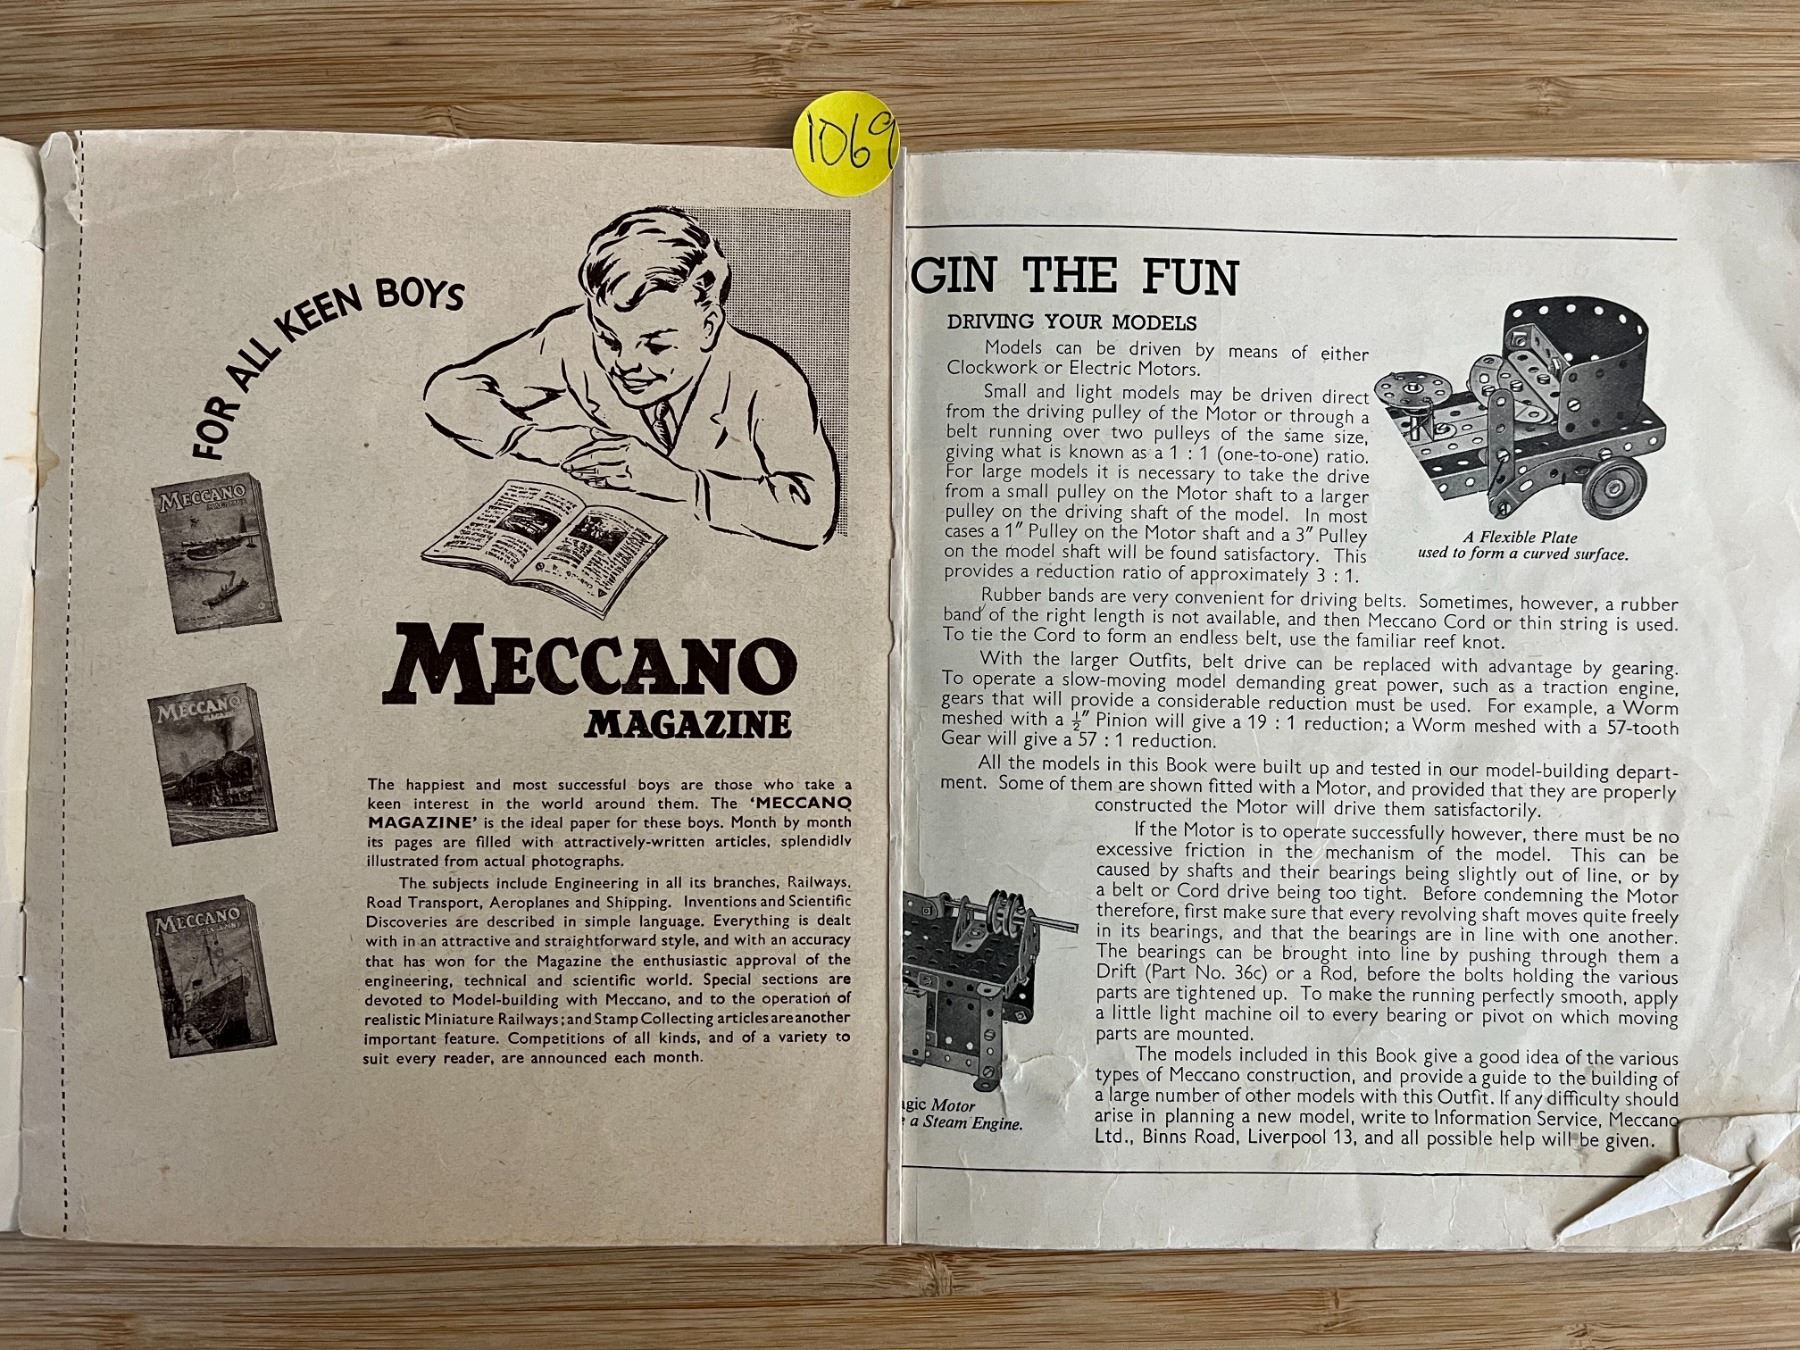 1069
FOR ALL KEEN BOYS
MECCANO
MAGAZINE
MECCANO
MECCANO
MECCANO
MAGAZINE
The happiest and most successful boys are those who take a
keen interest in the world around them. The 'MECCANO
MAGAZINE' is the ideal paper for these boys. Month by month
its pages are filled with attractively-written articles, splendidly
illustrated from actual photographs.
The subjects include Engineering in all its branches, Railways,
Road Transport, Aeroplanes and Shipping. Inventions and Scientific
Discoveries are described in simple language. Everything is dealt
with in an attractive and straightforward style, and with an accuracy
that has won for the Magazine the enthusiastic approval of the
engineering, technical and scientific world. Special sections are
devoted to Model-building with Meccano, and to the operation of
realistic Miniature Railways; and Stamp Collecting articles are another
important feature. Competitions of all kinds, and of a variety to
suit every reader, are announced each month.
GIN THE FUN
DRIVING YOUR MODELS
Models can be driven by means of either
Clockwork or Electric Motors.
Small and light models may be driven direct
from the driving pulley of the Motor or through a
belt running over two pulleys of the same size,
giving what is known as a 1 : 1 (one-to-one) ratio.
For large models it is necessary to take the drive
from a small pulley on the Motor shaft to a larger
pulley on the driving shaft of the model. In most
cases a 1″ Pulley on the Motor shaft and a 3″ Pulley
on the model shaft will be found satisfactory. This
provides a reduction ratio of approximately 3 : 1.
A Flexible Plate
used to form a curved surface.
Rubber bands are very convenient for driving belts. Sometimes, however, a rubber
band of the right length is not available, and then Meccano Cord or thin string is used.
To tie the Cord to form an endless belt, use the familiar reef knot.
With the larger Outfits, belt drive can be replaced with advantage by gearing.
To operate a slow-moving model demanding great power, such as a traction engine,
gears that will provide a considerable reduction must be used. For example, a Worm
meshed with a ½″ Pinion will give a 19 : 1 reduction; a Worm meshed with a 57-tooth
Gear will give a 57 : 1 reduction.
All the models in this Book were built up and tested in our model-building depart-
ment. Some of them are shown fitted with a Motor, and provided that they are properly
constructed the Motor will drive them satisfactorily.
If the Motor is to operate successfully however, there must be no
excessive friction in the mechanism of the model. This can be
caused by shafts and their bearings being slightly out of line, or by
a belt or Cord drive being too tight. Before condemning the Motor
therefore, first make sure that every revolving shaft moves quite freely
in its bearings, and that the bearings are in line with one another.
The bearings can be brought into line by pushing through them a
Drift (Part No. 36c) or a Rod, before the bolts holding the various
parts are tightened up. To make the running perfectly smooth, apply
a little light machine oil to every bearing or pivot on which moving
parts are mounted.
The models included in this Book give a good idea of the various
types of Meccano construction, and provide a guide to the building of
a large number of other models with this Outfit. If any difficulty should
arise in planning a new model, write to Information Service, Meccano
Ltd., Binns Road, Liverpool 13, and all possible help will be given.
gic Motor
a Steam Engine.